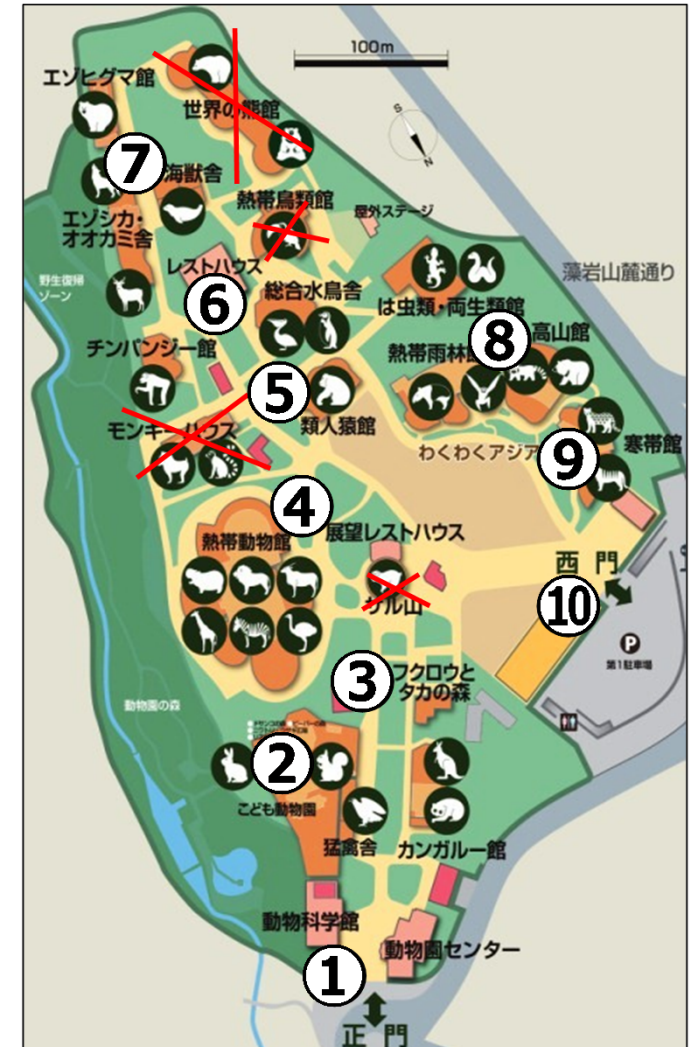 100m
エゾヒグマ館
世界の熊館
S
N
⑦
海獣舎
熱帯鳥類館
屋外ステージ
エゾシカ・
オオカミ舎
レストハウス
藻岩山麓通り
野生復帰
ゾーン
⑥
総合水鳥舎
は虫類・両生類館
⑧
高山館
チンパンジー館
熱帯雨林館
⑤
類人猿館
モンキーハウス
わくわくアジア
⑨
寒帯館
④
展望レストハウス
熱帯動物館
西門
サル山
⑩
P
第1駐車場
③
フクロウと
タカの森
動物園の森
②
こども動物園
猛禽舎
カンガルー館
動物科学館
動物園センター
①
正門